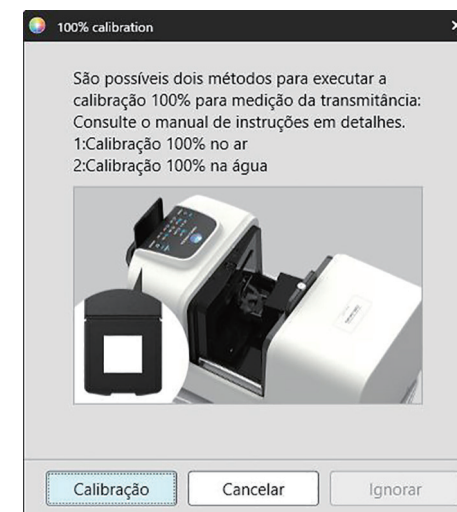 100% calibration
São possíveis dois métodos para executar a
calibração 100% para medição da transmitância:
Consulte o manual de instruções em detalhes.
1:Calibração 100% no ar
2:Calibração 100% na água
Calibração Cancelar Ignorar